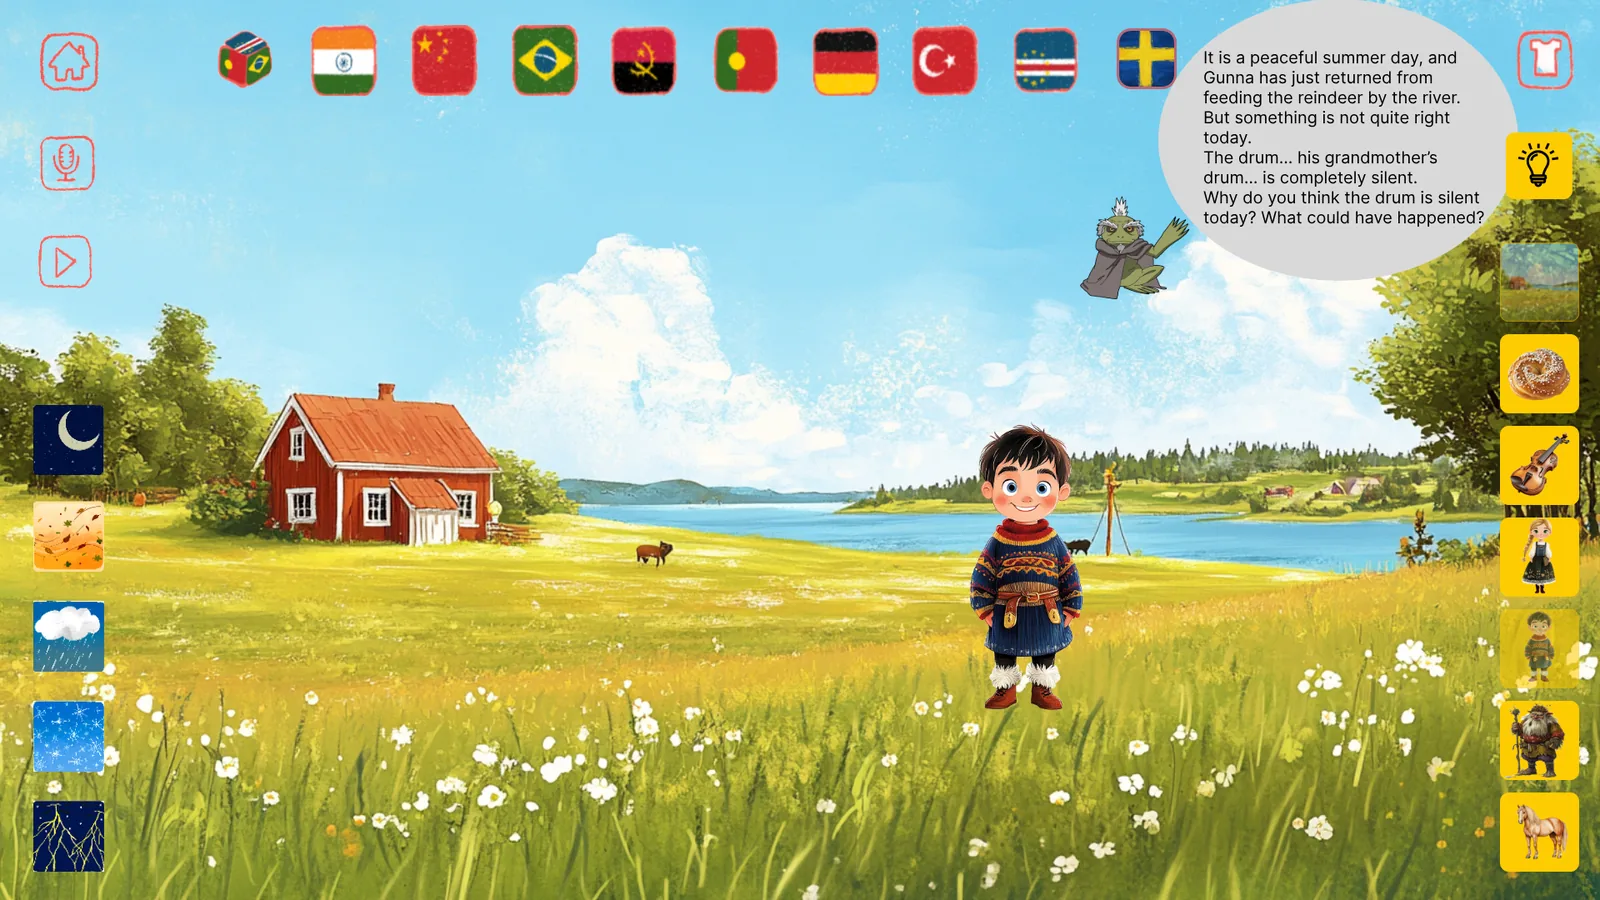 It is a peaceful summer day, and
Gunna has just returned from
feeding the reindeer by the river.
But something is not quite right
today.
The drum... his grandmother’s
drum... is completely silent.
Why do you think the drum is silent
today? What could have happened?